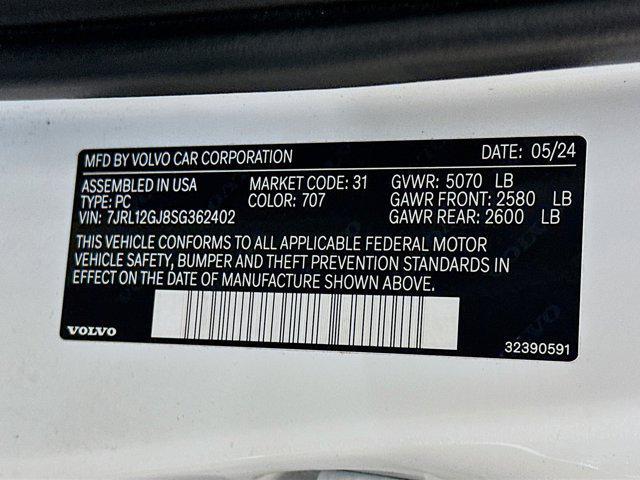 MFD BY VOLVO CAR CORPORATION DATE: 05/24
ASSEMBLED IN USA MARKET CODE: 31 GVWR: 5070 LB
TYPE: PC COLOR: 707 GAWR FRONT: 2580 LB
VIN: 7JRL12GJ8SG362402 GAWR REAR: 2600 LB
THIS VEHICLE CONFORMS TO ALL APPLICABLE FEDERAL MOTOR
VEHICLE SAFETY, BUMPER AND THEFT PREVENTION STANDARDS IN
EFFECT ON THE DATE OF MANUFACTURE SHOWN ABOVE.
VOLVO
32390591